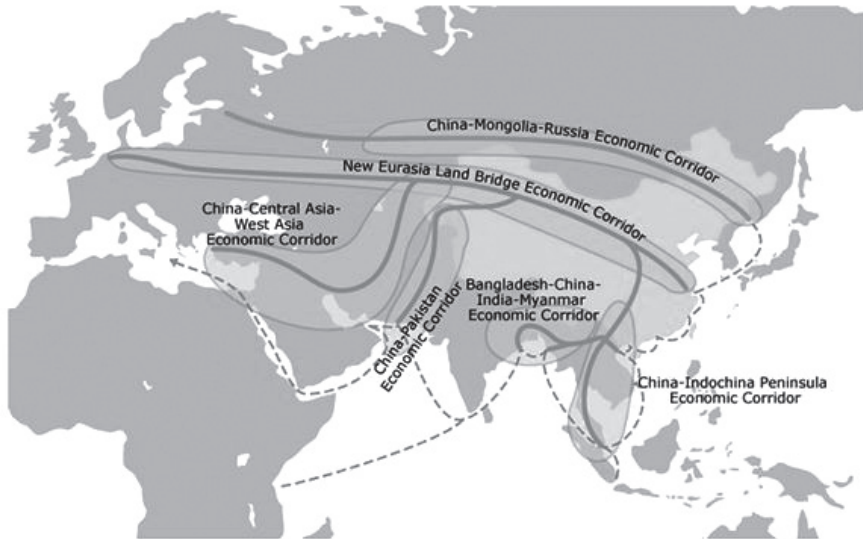 China-Mongolia-Russia Economic Corridor
New Eurasia Land Bridge Economic Corridor
China-Central Asia-
West Asia
Economic Corridor
China-Pakistan
Economic Corridor
Bangladesh-China-
India-Myanmar
Economic Corridor
China-Indochina Peninsula
Economic Corridor